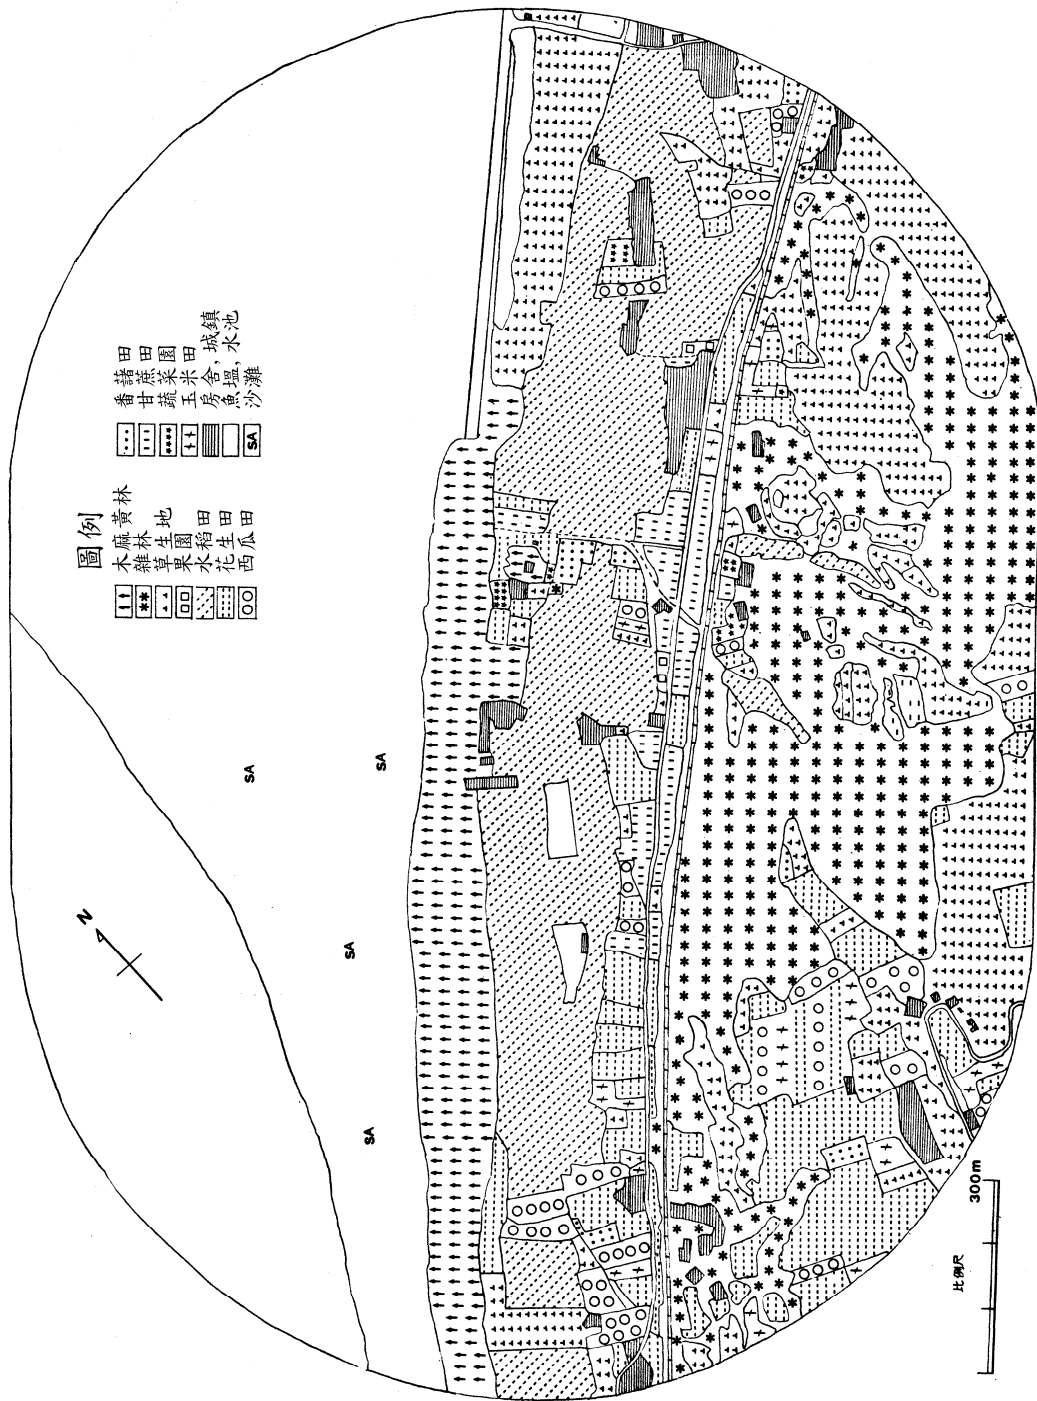 圖例
木麻黃林
雜林
草生地
果園
水稻田
花生田
西瓜田
番藷田
甘蔗田
蔬菜園
玉米田
房舍,城鎮
魚塭,水池
SA 沙灘
N
SA
SA
SA
SA
比例尺
300m